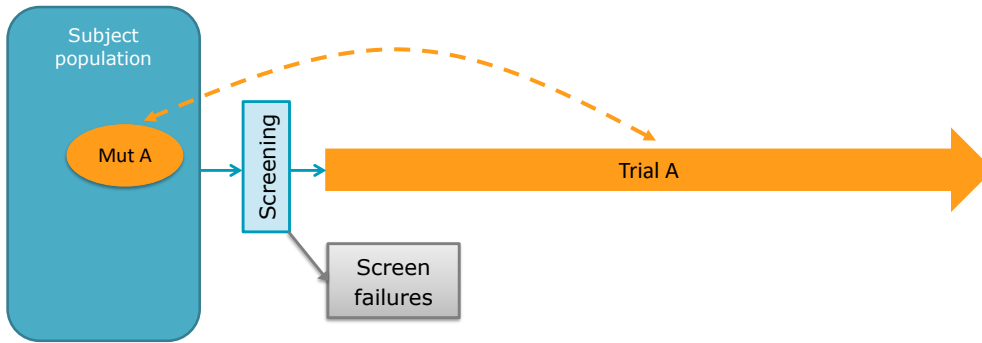 Subject
population
Mut A
Screening
Trial A
Screen
failures